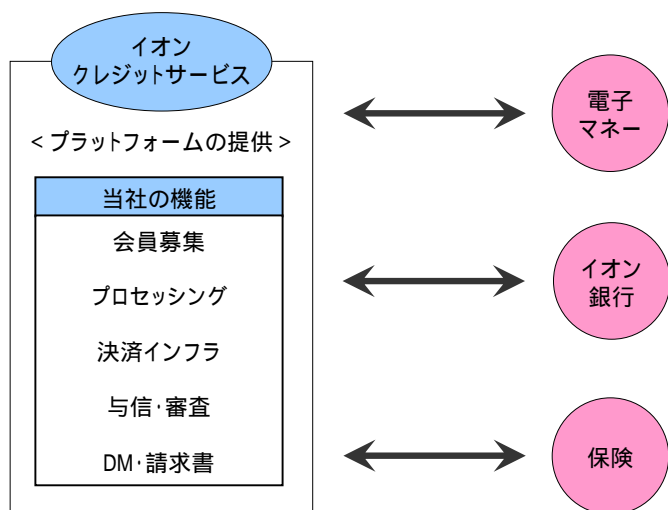 イオン
クレジットサービス
<プラットフォームの提供>
当社の機能
会員募集
プロセッシング
決済インフラ
与信・審査
DM・請求書
電子
マネー
イオン
銀行
保険